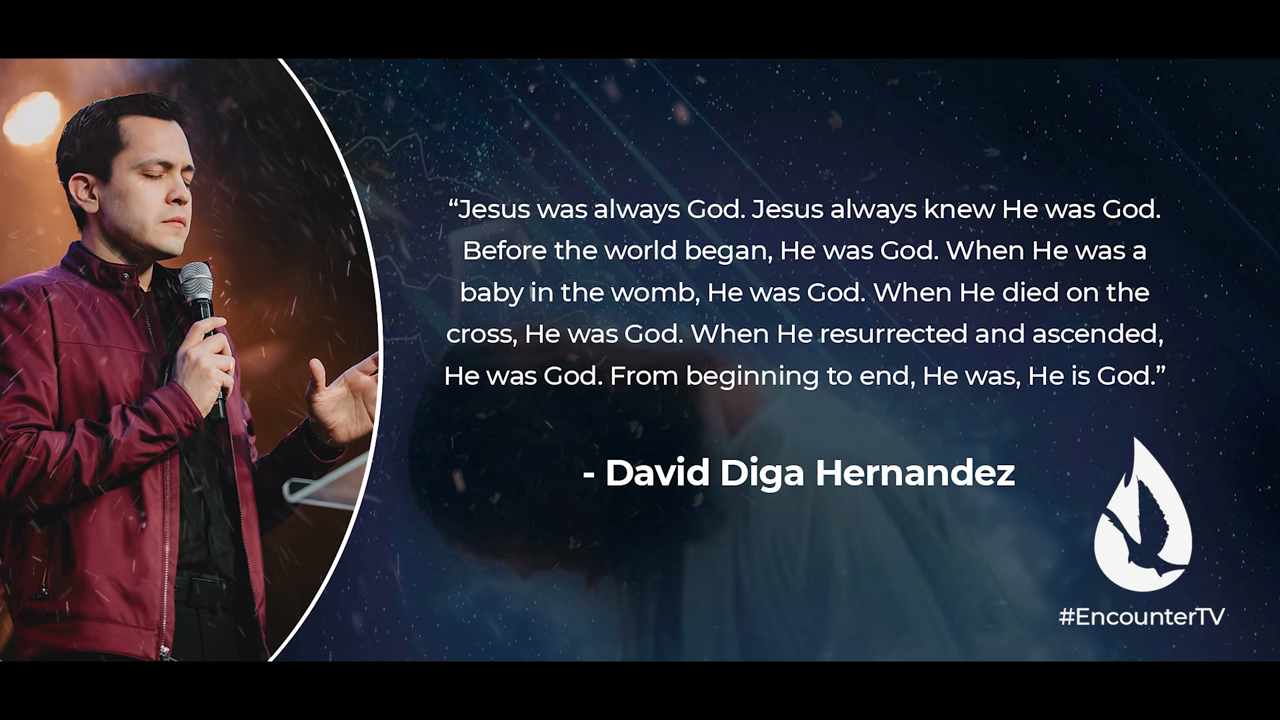 “Jesus was always God. Jesus always knew He was God.
Before the world began, He was God. When He was a
baby in the womb, He was God. When He died on the
cross, He was God. When He resurrected and ascended,
He was God. From beginning to end, He was, He is God.”
- David Diga Hernandez
#EncounterTV